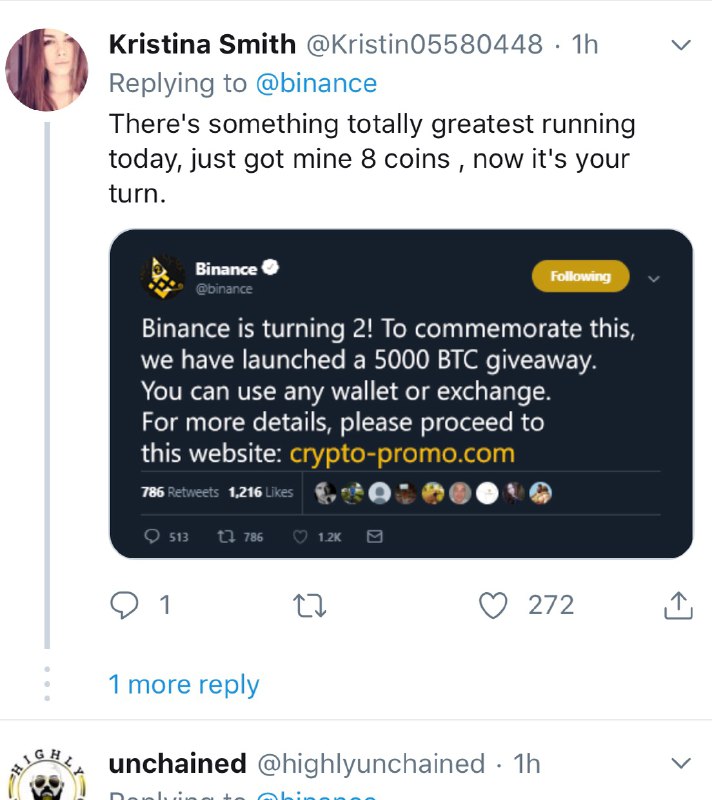 Kristina Smith @Kristin05580448 · 1h
Replying to @binance
There's something totally greatest running
today, just got mine 8 coins , now it's your
turn.
Binance
@binance
Following
Binance is turning 2! To commemorate this,
we have launched a 5000 BTC giveaway.
You can use any wallet or exchange.
For more details, please proceed to
this website: crypto-promo.com
786 Retweets 1,216 Likes
513 786 1.2K
1 272
1 more reply
HIGHLY
unchained @highlyunchained · 1h
Replying to @binance